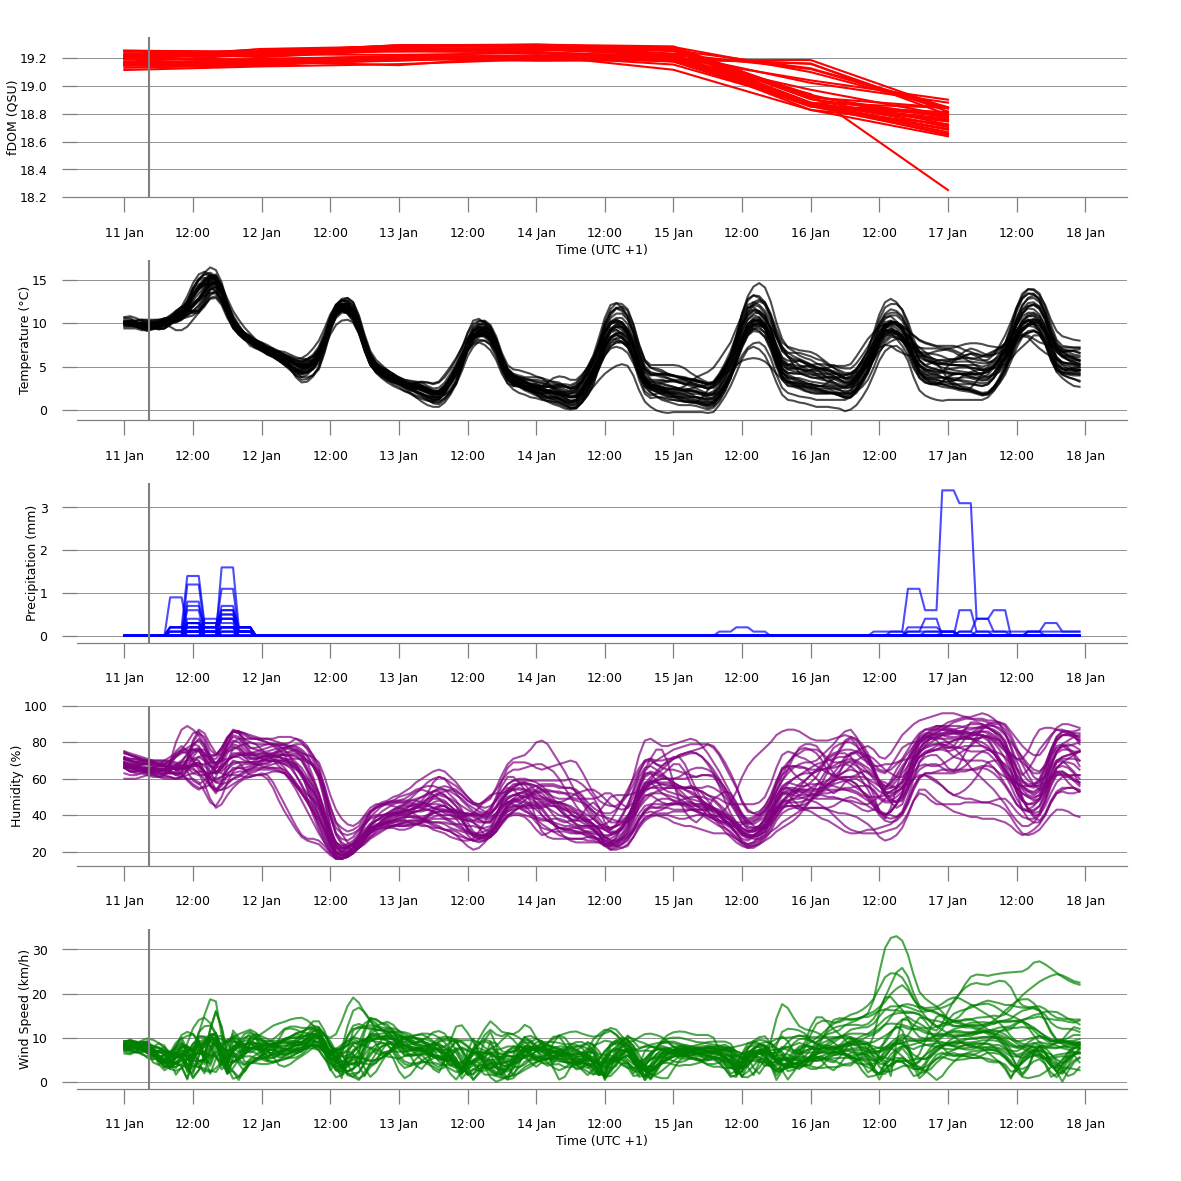 fDOM (QSU)
19.2
19.0
18.8
18.6
18.4
18.2
11 Jan 12:00 12 Jan 12:00 13 Jan 12:00 14 Jan 12:00 15 Jan 12:00 16 Jan 12:00 17 Jan 12:00 18 Jan
Time (UTC +1)
Temperature (°C)
15
10
5
0
11 Jan 12:00 12 Jan 12:00 13 Jan 12:00 14 Jan 12:00 15 Jan 12:00 16 Jan 12:00 17 Jan 12:00 18 Jan
Precipitation (mm)
3
2
1
0
11 Jan 12:00 12 Jan 12:00 13 Jan 12:00 14 Jan 12:00 15 Jan 12:00 16 Jan 12:00 17 Jan 12:00 18 Jan
Humidity (%)
100
80
60
40
20
11 Jan 12:00 12 Jan 12:00 13 Jan 12:00 14 Jan 12:00 15 Jan 12:00 16 Jan 12:00 17 Jan 12:00 18 Jan
Wind Speed (km/h)
30
20
10
0
11 Jan 12:00 12 Jan 12:00 13 Jan 12:00 14 Jan 12:00 15 Jan 12:00 16 Jan 12:00 17 Jan 12:00 18 Jan
Time (UTC +1)